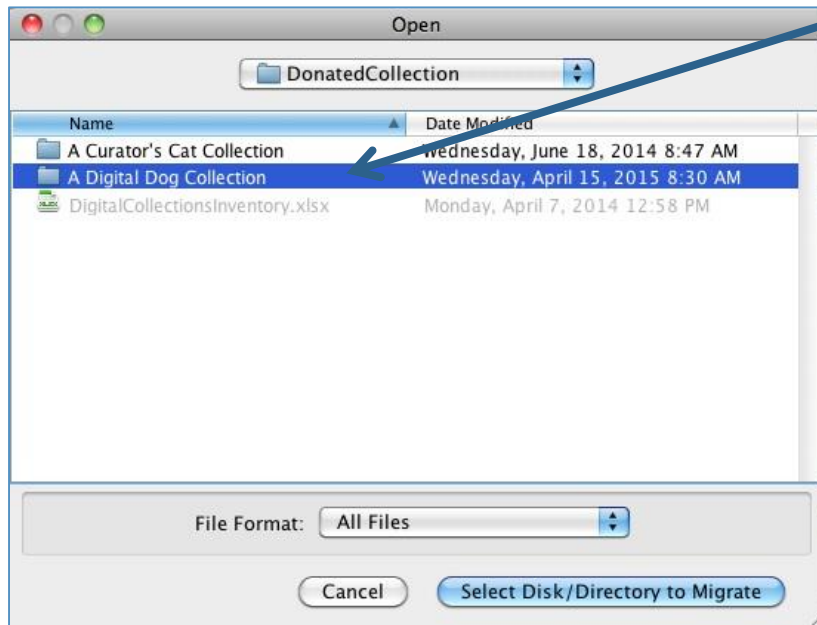 Open
DonatedCollection
Name Date Modified
A Curator's Cat Collection Wednesday, June 18, 2014 8:47 AM
A Digital Dog Collection Wednesday, April 15, 2015 8:30 AM
DigitalCollectionsInventory.xlsx Monday, April 7, 2014 12:58 PM
File Format: All Files
Cancel Select Disk/Directory to Migrate